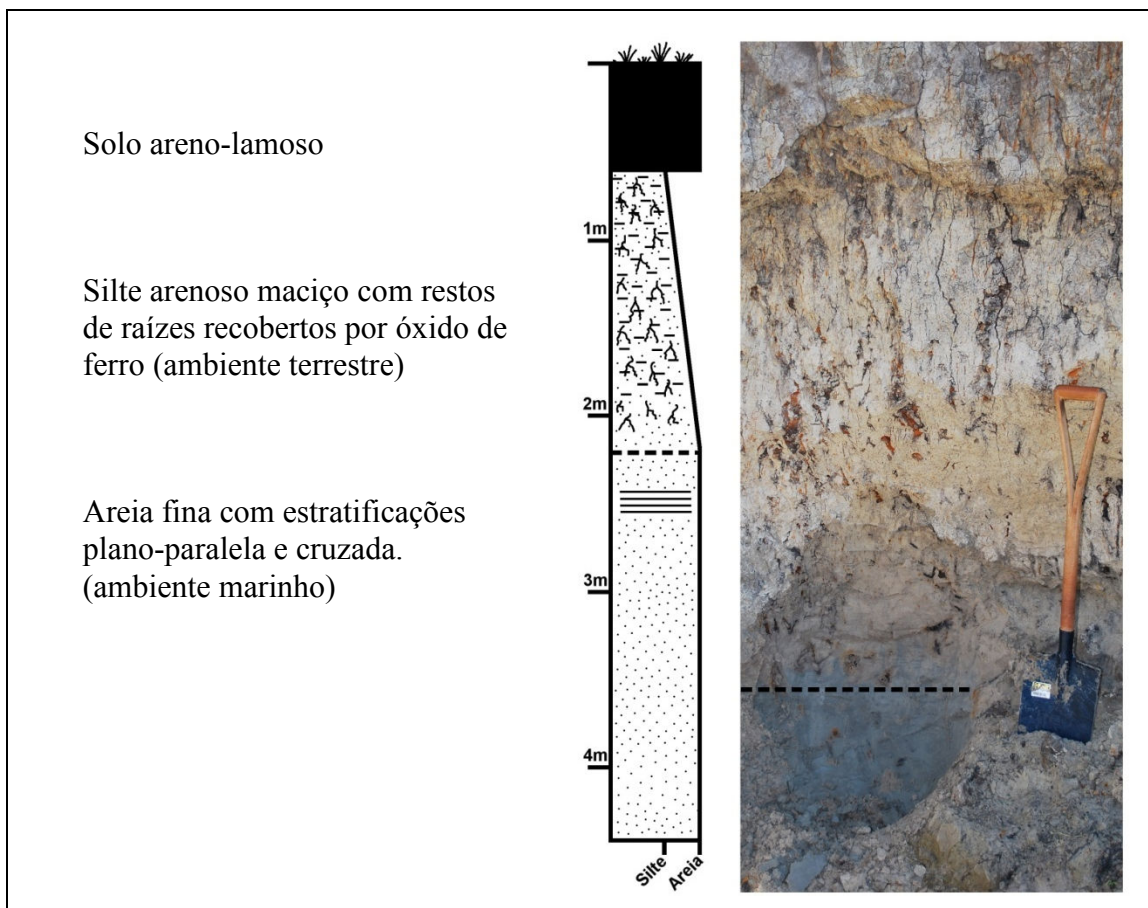 Solo areno-lamoso
Silte arenoso maciço com restos
de raízes recobertos por óxido de
ferro (ambiente terrestre)
Areia fina com estratificações
plano-paralela e cruzada.
(ambiente marinho)
1m
2m
3m
4m
Silte
Areia